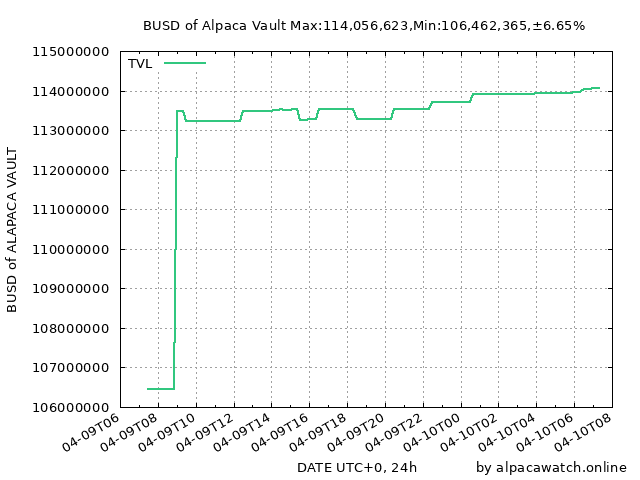 BUSD of Alpaca Vault Max:114,056,623,Min:106,462,365,±6.65%
TVL
115000000
114000000
113000000
112000000
111000000
110000000
109000000
108000000
107000000
106000000
BUSD of ALAPACA VAULT
04-09T06
04-09T08
04-09T10
04-09T12
04-09T14
04-09T16
04-09T18
04-09T20
04-09T22
04-10T00
04-10T02
04-10T04
04-10T06
04-10T08
DATE UTC+0, 24h
by alpacawatch.online